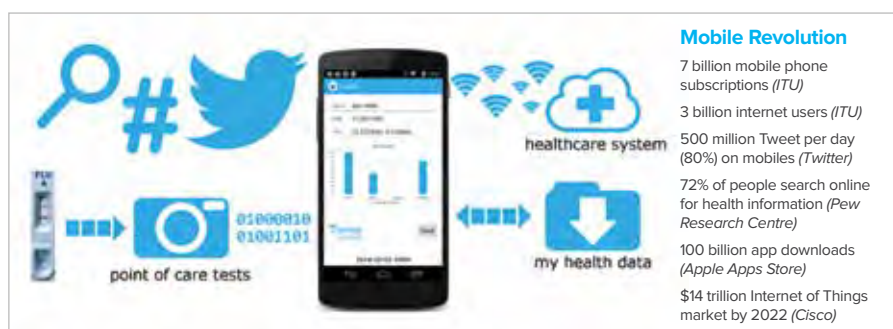 #
FLU
A
01000010
01001101
point of care tests
healthcare system
my health data
Mobile Revolution
7 billion mobile phone
subscriptions (ITU)
3 billion internet users (ITU)
500 million Tweet per day
(80%) on mobiles (Twitter)
72% of people search online
for health information (Pew
Research Centre)
100 billion app downloads
(Apple Apps Store)
$14 trillion Internet of Things
market by 2022 (Cisco)